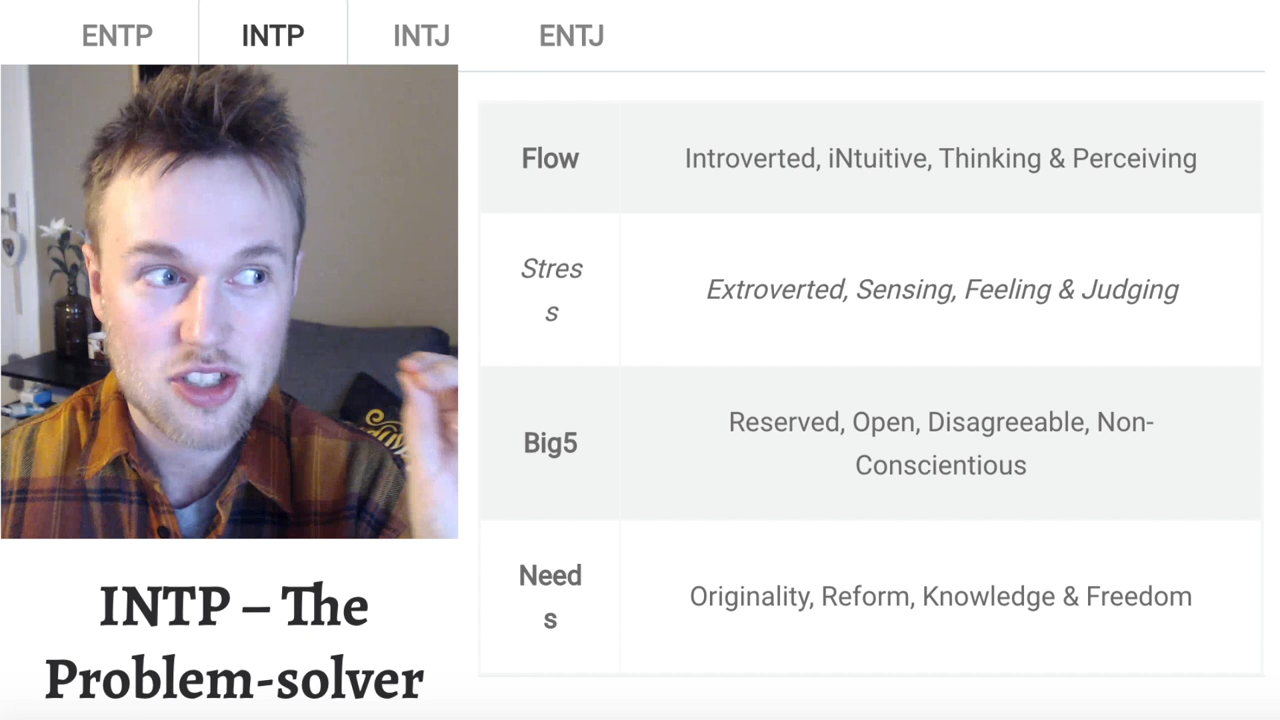 ENTP INTP INTJ ENTJ
Flow Introverted, iNtuitive, Thinking & Perceiving
Stres
s
Extroverted, Sensing, Feeling & Judging
Big5
Reserved, Open, Disagreeable, Non-
Conscientious
Need
s
Originality, Reform, Knowledge & Freedom
INTP – The
Problem-solver